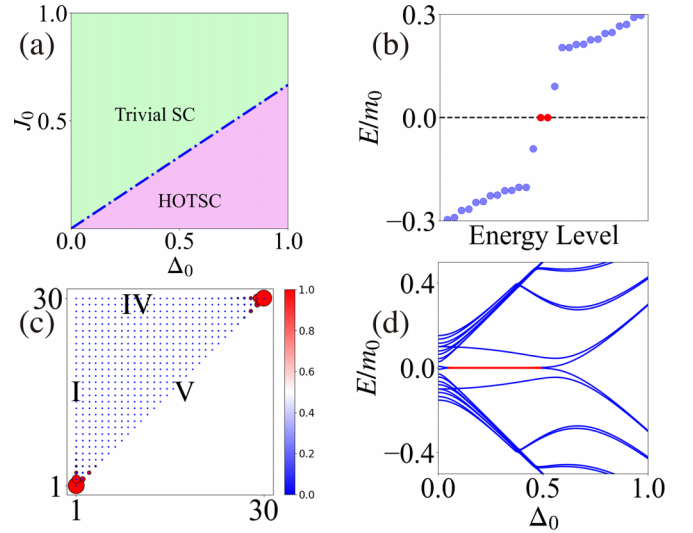 (a)
1.0
J₀
0.5
Trivial SC
HOTSC
0.0
0.5
1.0
Δ₀
(b)
0.3
E/m₀
0.0
−0.3
Energy Level
(c)
30
IV
I
V
1
1
30
1.0
0.8
0.6
0.4
0.2
0.0
(d)
0.4
E/m₀
0.0
−0.4
0.0
0.5
1.0
Δ₀